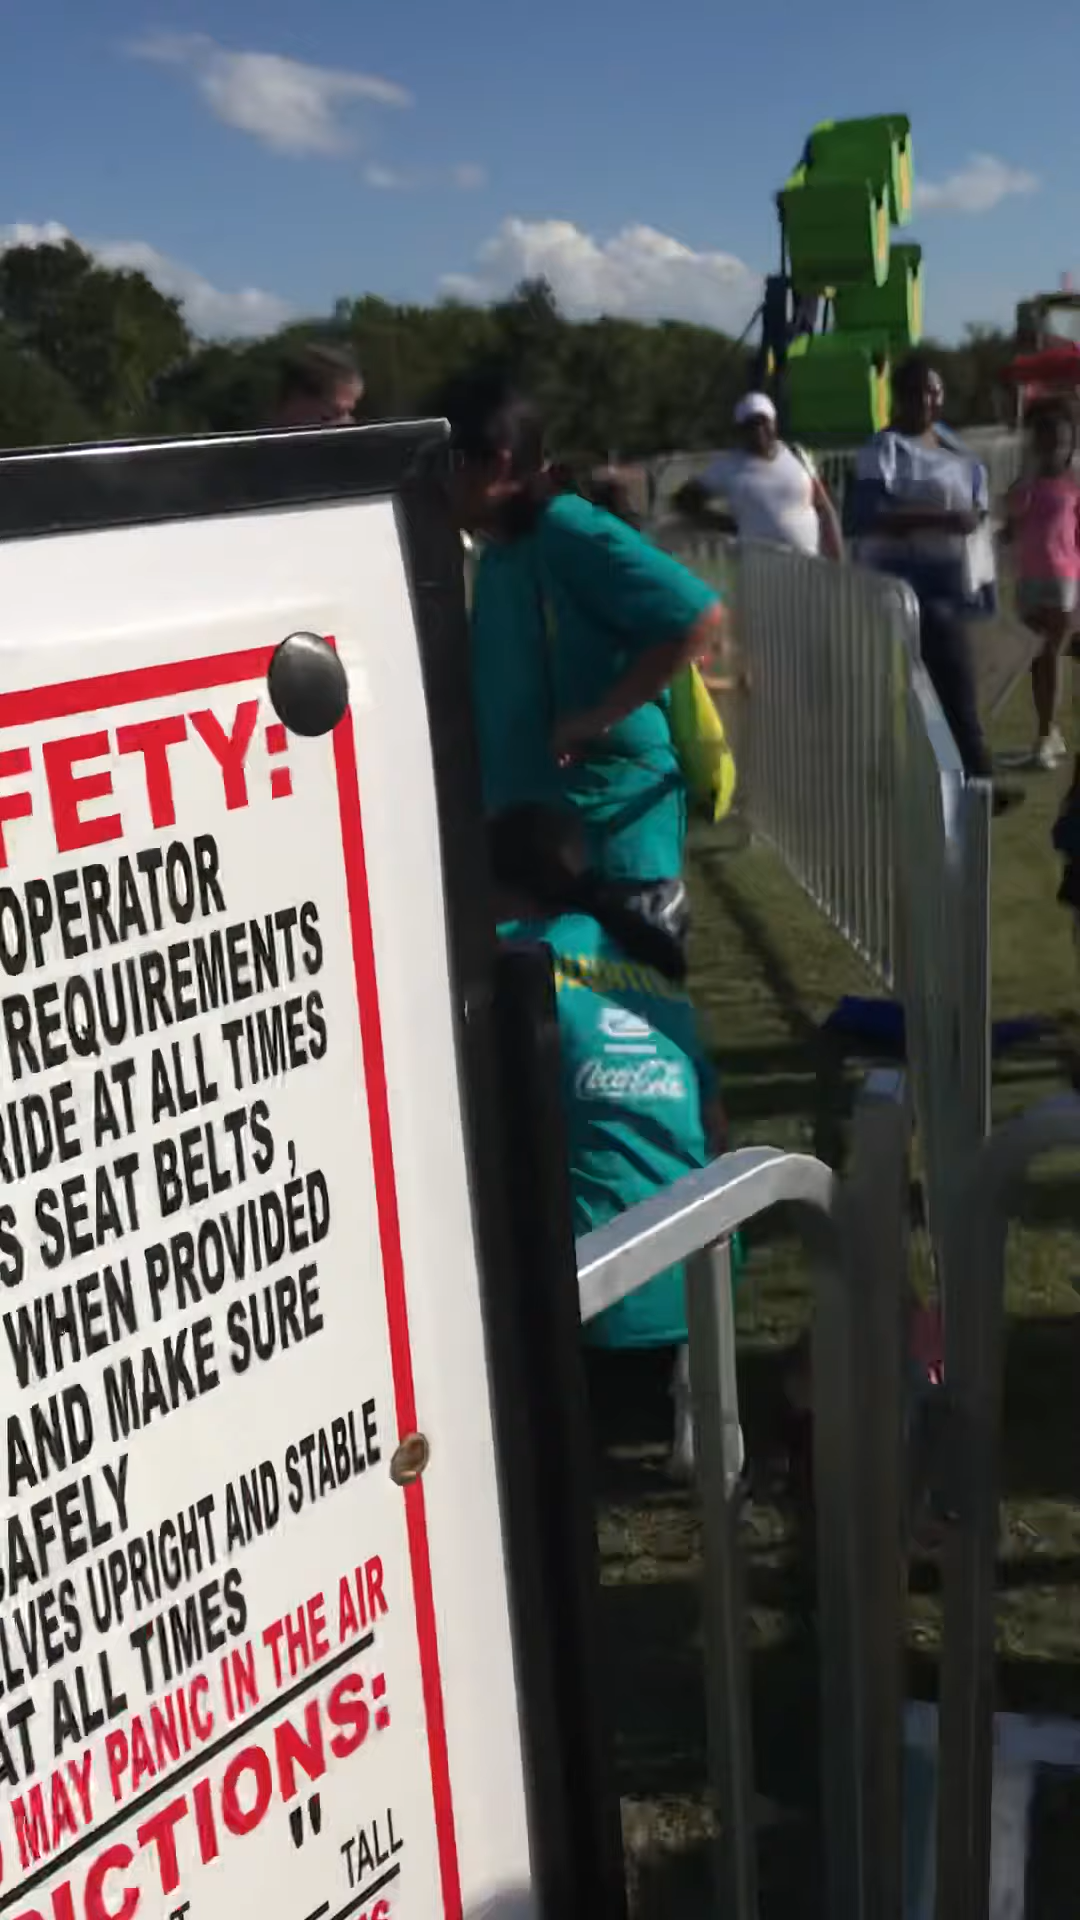 FETY:
OPERATOR
REQUIREMENTS
RIDE AT ALL TIMES
S SEAT BELTS,
WHEN PROVIDED
AND MAKE SURE
SAFELY
LVES UPRIGHT AND STABLE
AT ALL TIMES
MAY PANIC IN THE AIR
ICTIONS:
" TALL
Coca-Cola